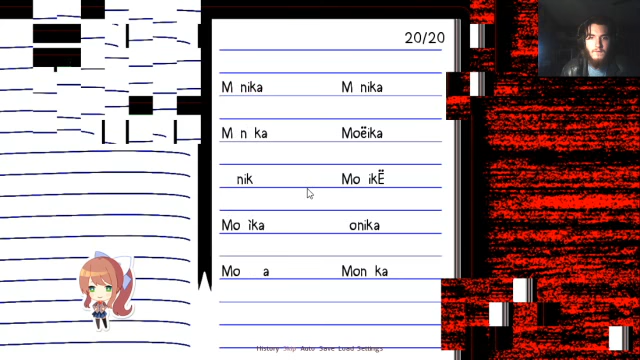 20/20
M nika M nika
M n ka Moëika
nik Mo ikË
Mo ika onika
Mo a Mon ka
History Skip Auto Save Load Settings